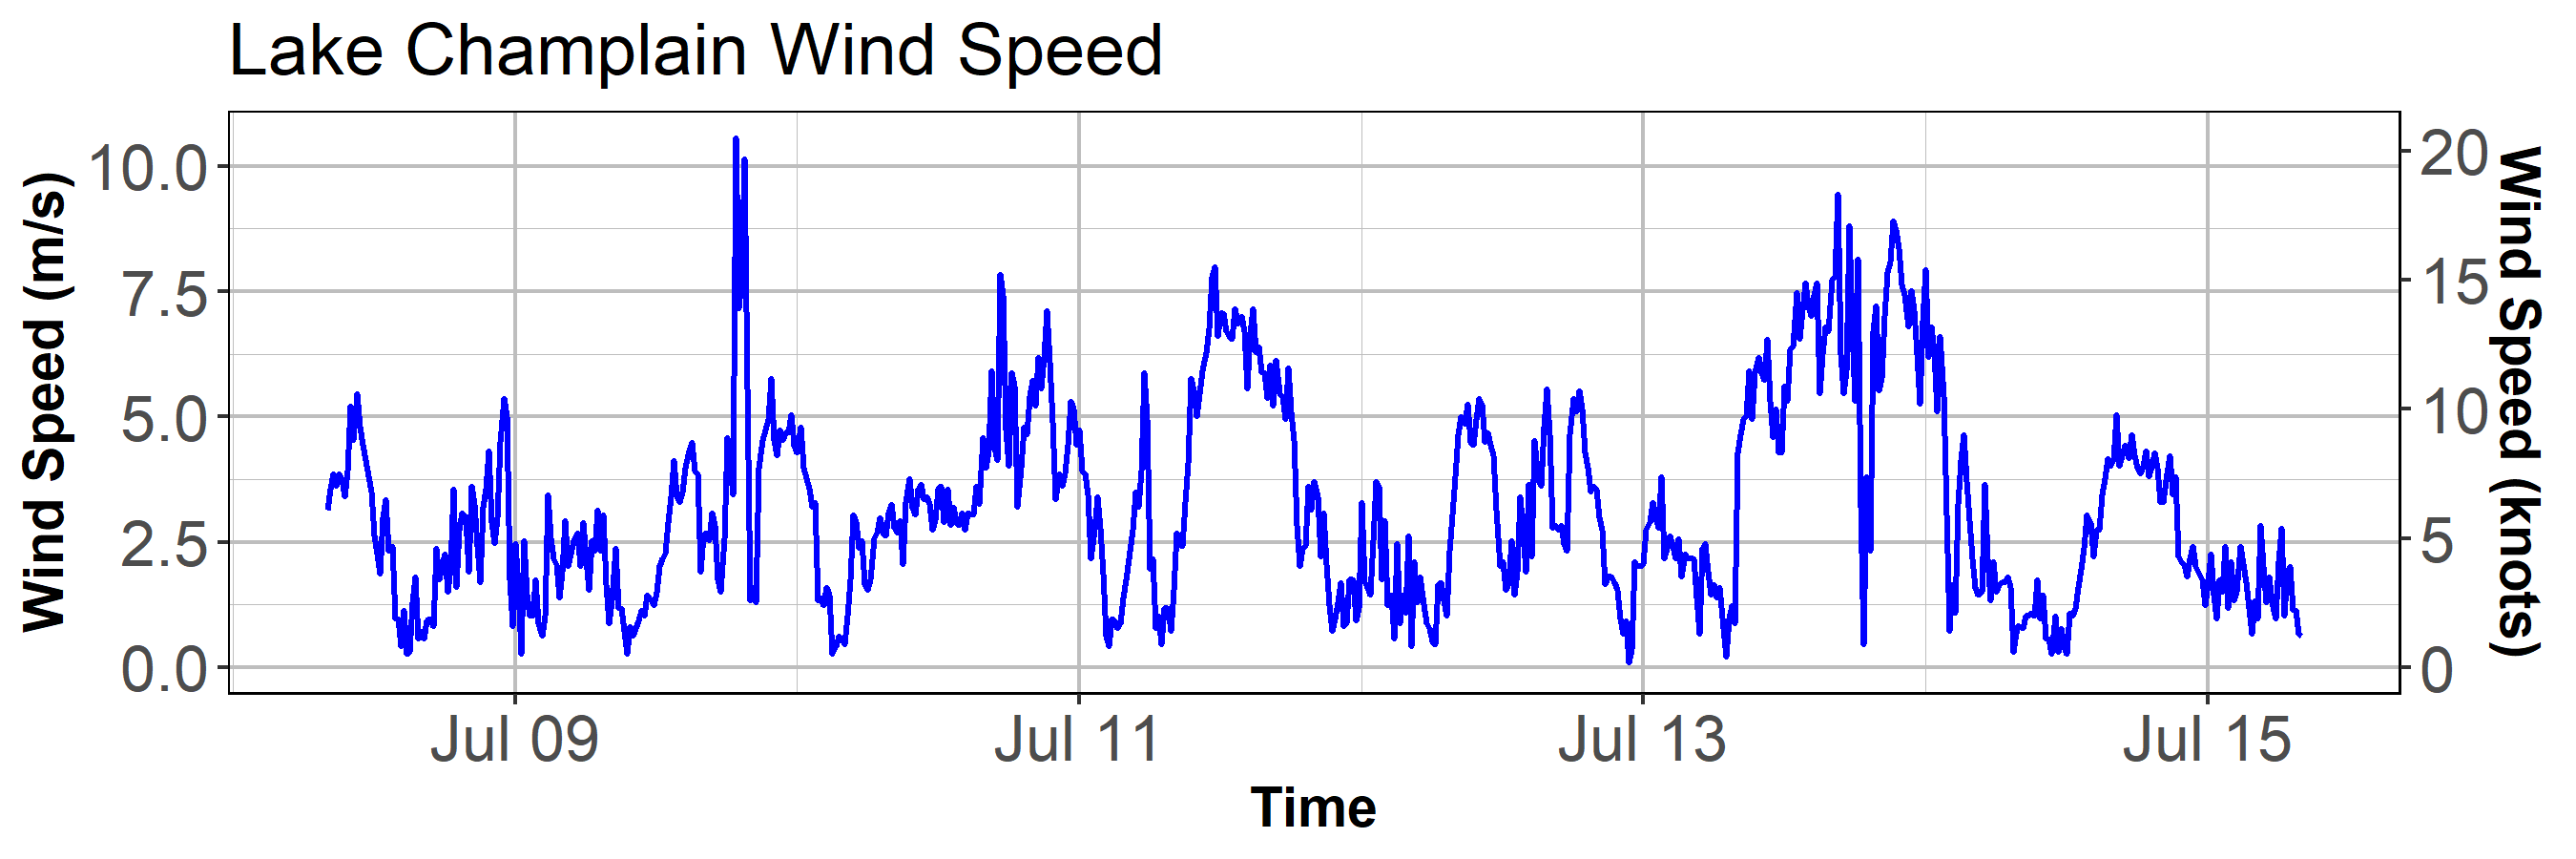 Lake Champlain Wind Speed
Wind Speed (m/s)
10.0
7.5
5.0
2.5
0.0
20
15
10
5
0
Wind Speed (knots)
Jul 09
Jul 11
Jul 13
Jul 15
Time